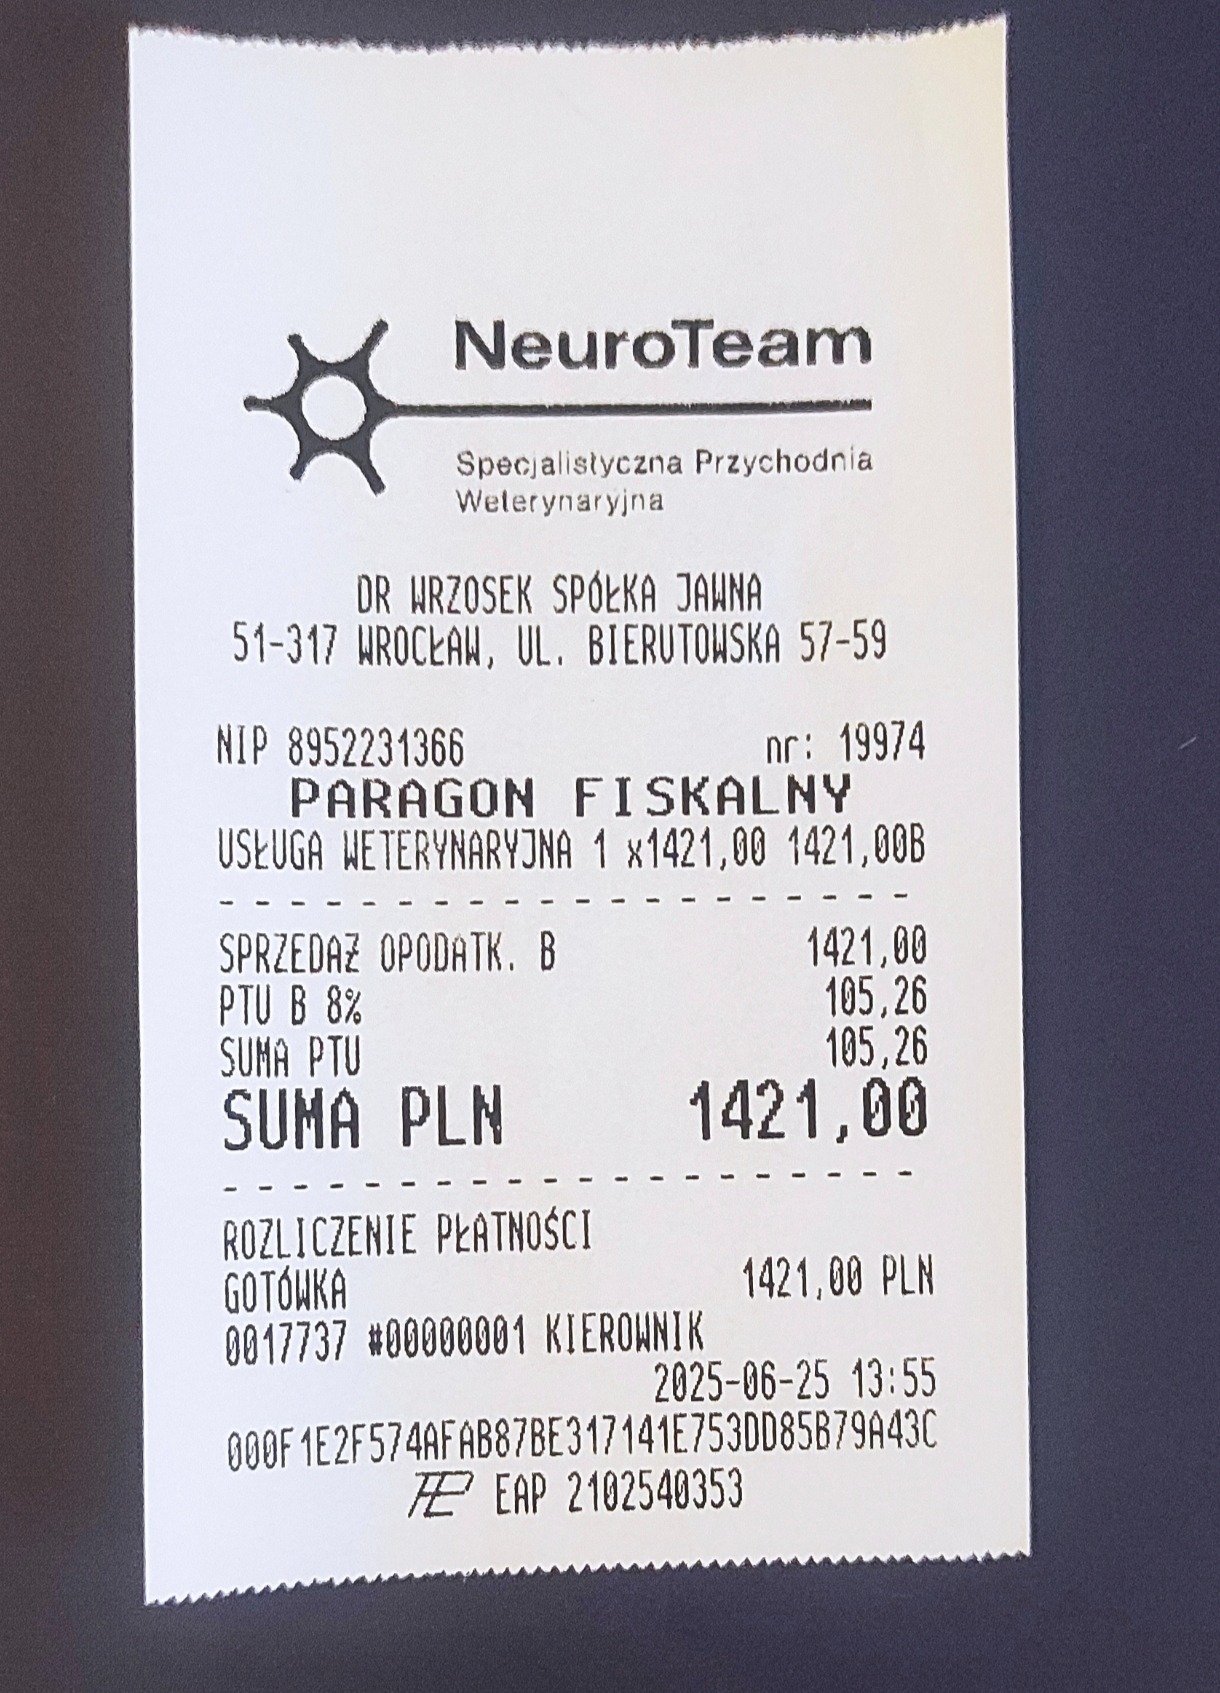 NeuroTeam
Specjalistyczna Przychodnia
Weterynaryjna
DR WRZOSEK SPÓŁKA JAWNA
51-317 WROCŁAW, UL. BIERUTOWSKA 57-59
NIP 8952231366 nr: 19974
PARAGON FISKALNY
USŁUGA WETERYNARYJNA 1 x1421,00 1421,00B
SPRZEDAŻ OPODATK. B 1421,00
PTU B 8% 105,26
SUMA PTU 105,26
SUMA PLN 1421,00
ROZLICZENIE PŁATNOŚCI
GOTÓWKA 1421,00 PLN
0017737 #00000001 KIEROWNIK
2025-06-25 13:55
000F1E2F574AFAB87BE317141E753DD85B79A43C
EAP 2102540353